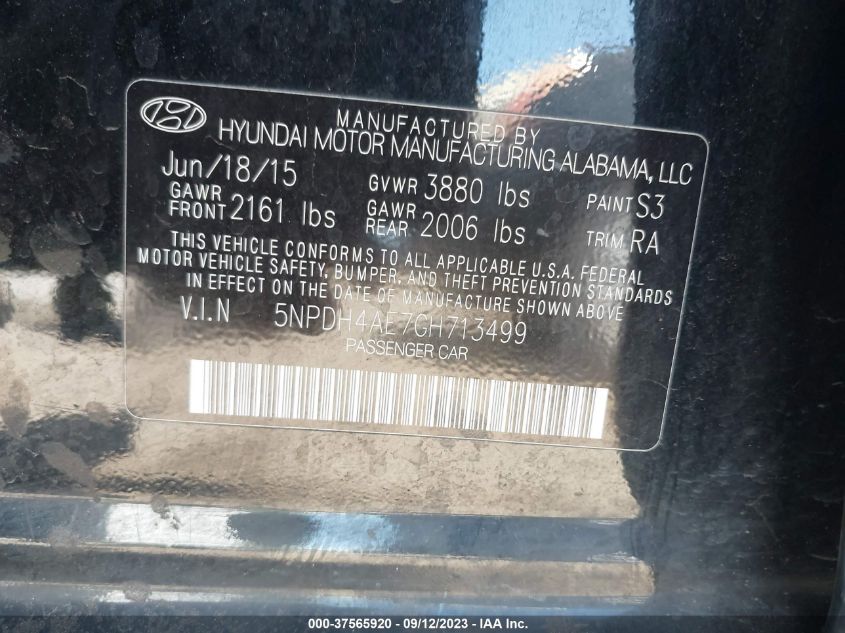 MANUFACTURED BY
HYUNDAI MOTOR MANUFACTURING ALABAMA, LLC
Jun/18/15 GVWR 3880 lbs PAINT S3
GAWR FRONT 2161 lbs GAWR REAR 2006 lbs TRIM RA
THIS VEHICLE CONFORMS TO ALL APPLICABLE U.S.A. FEDERAL
MOTOR VEHICLE SAFETY, BUMPER, AND THEFT PREVENTION STANDARDS
IN EFFECT ON THE DATE OF MANUFACTURE SHOWN ABOVE
V.I.N 5NPDH4AE7GH713499
PASSENGER CAR
000-37565920 - 09/12/2023 - IAA Inc.